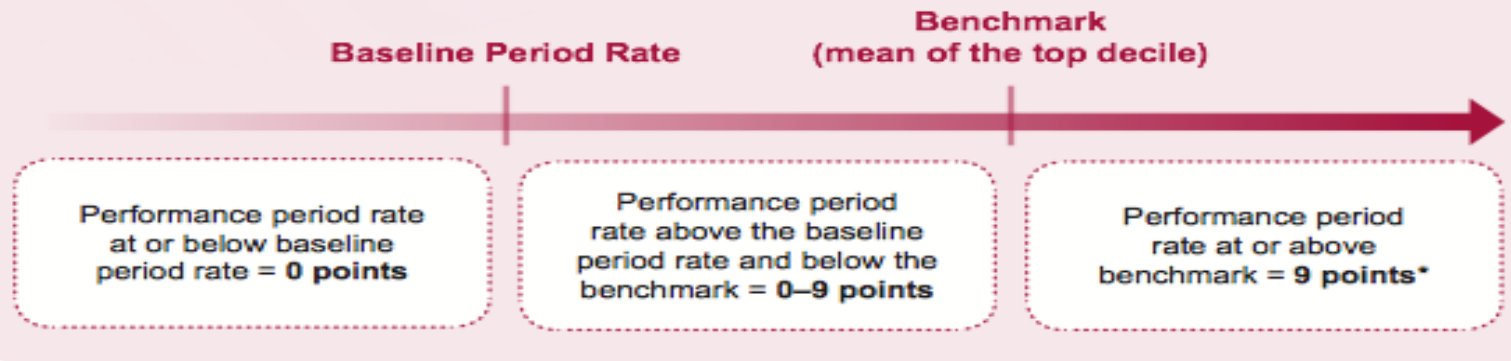 Benchmark
Baseline Period Rate (mean of the top decile)
Performance period rate
at or below baseline
period rate = 0 points
Performance period
rate above the baseline
period rate and below the
benchmark = 0–9 points
Performance period
rate at or above
benchmark = 9 points*